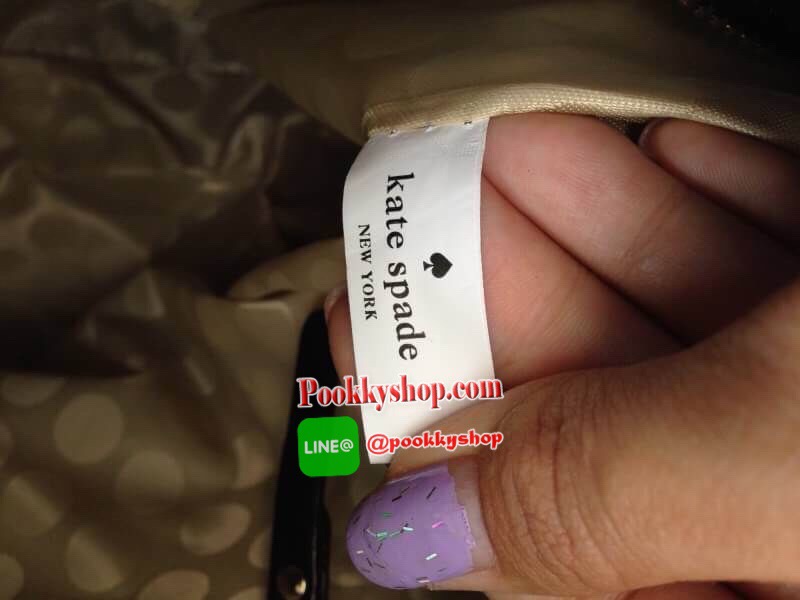 kate spade
NEW YORK
Pookkyshop.com
LINE@
@pookkyshop